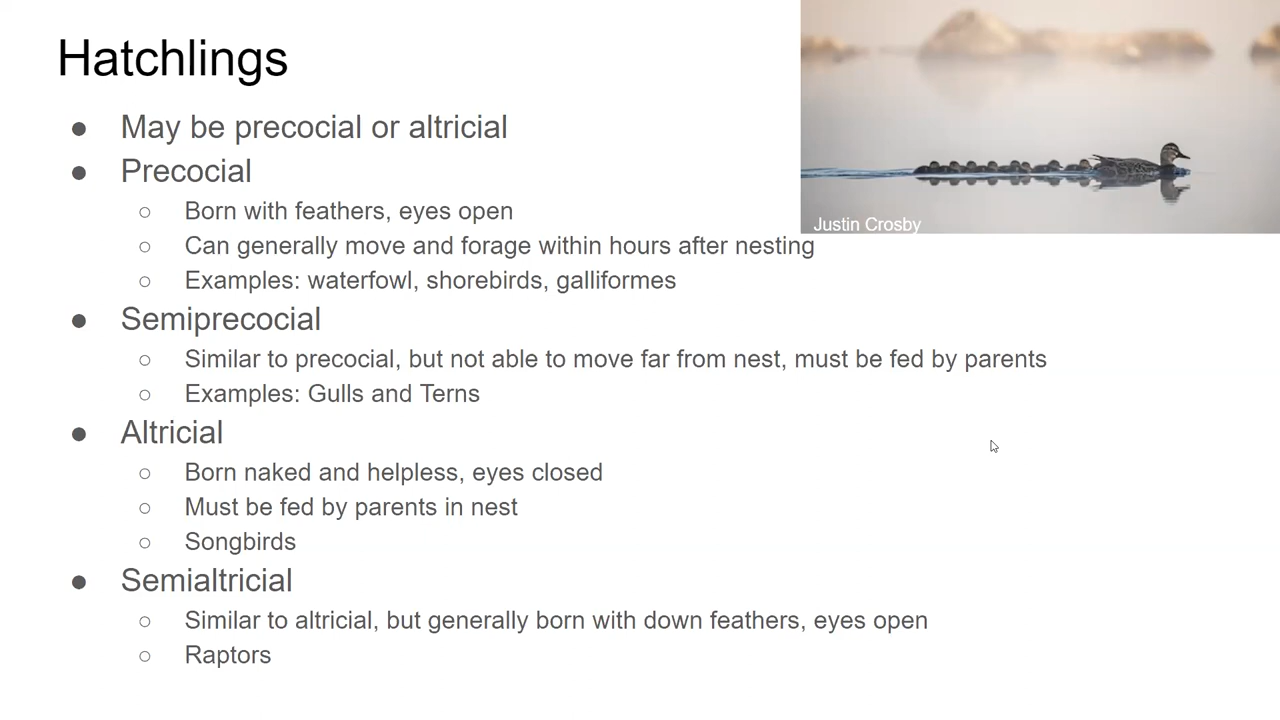 Hatchlings
● May be precocial or altricial
● Precocial
○ Born with feathers, eyes open
○ Can generally move and forage within hours after nesting
○ Examples: waterfowl, shorebirds, galliformes
● Semiprecocial
○ Similar to precocial, but not able to move far from nest, must be fed by parents
○ Examples: Gulls and Terns
● Altricial
○ Born naked and helpless, eyes closed
○ Must be fed by parents in nest
○ Songbirds
● Semialtricial
○ Similar to altricial, but generally born with down feathers, eyes open
○ Raptors
Justin Crosby